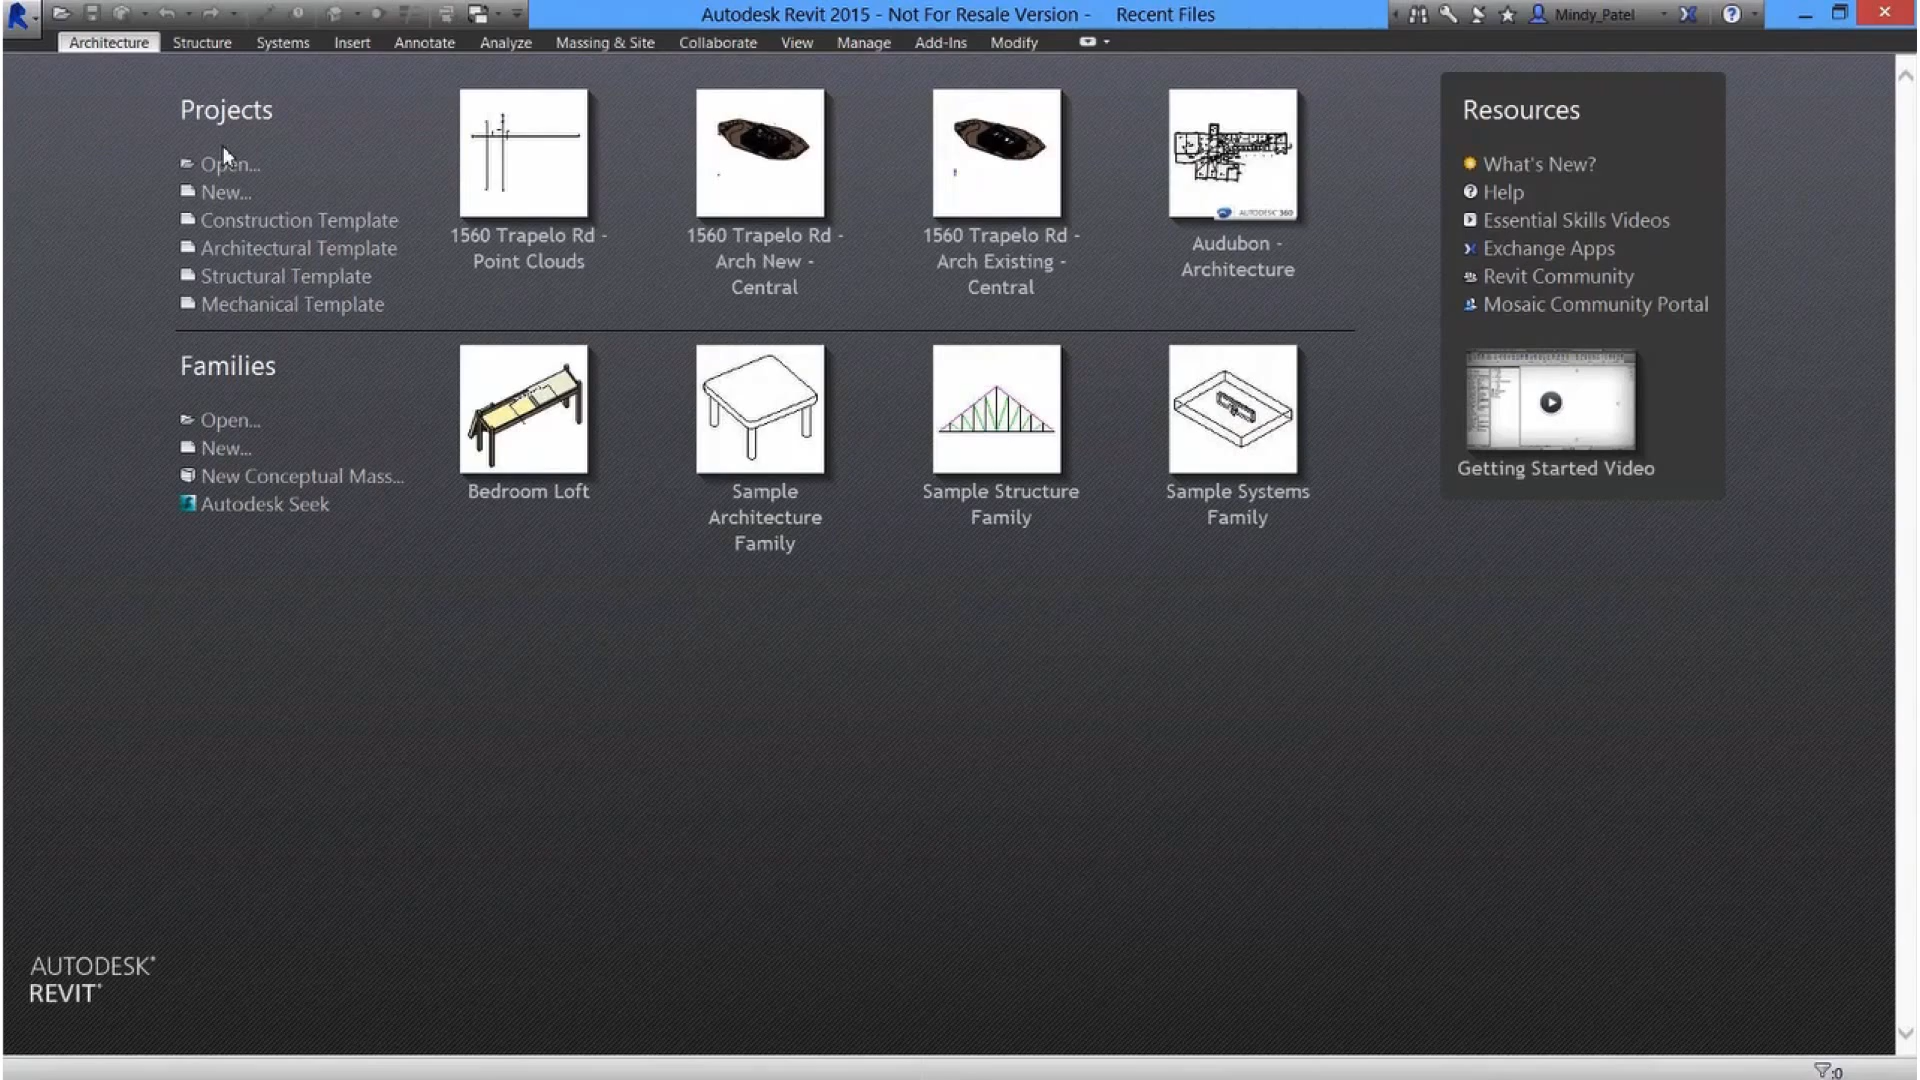 Autodesk Revit 2015 - Not For Resale Version - Recent Files
Mindy_Patel
Architecture Structure Systems Insert Annotate Analyze Massing & Site Collaborate View Manage Add-Ins Modify
Projects
Open...
New...
Construction Template
Architectural Template
Structural Template
Mechanical Template
1560 Trapelo Rd -
Point Clouds
1560 Trapelo Rd -
Arch New -
Central
1560 Trapelo Rd -
Arch Existing -
Central
AUTODESK 360
Audubon -
Architecture
Families
Open...
New...
New Conceptual Mass...
Autodesk Seek
Bedroom Loft
Sample
Architecture
Family
Sample Structure
Family
Sample Systems
Family
Resources
What's New?
Help
Essential Skills Videos
Exchange Apps
Revit Community
Mosaic Community Portal
Getting Started Video
AUTODESK®
REVIT®
:0